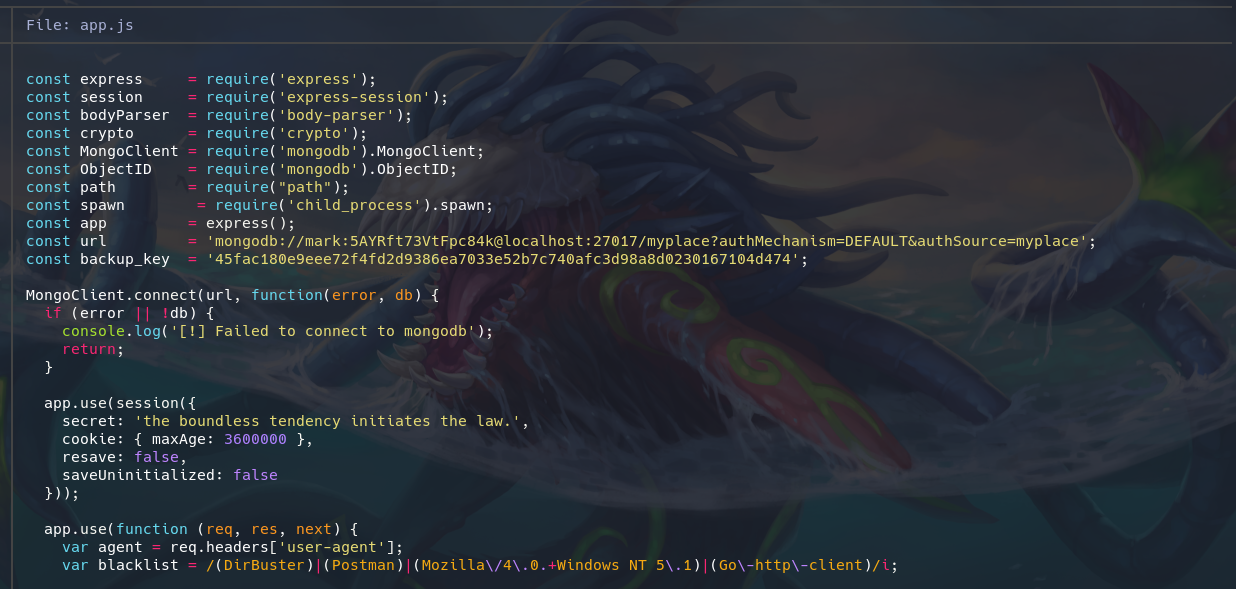 File: app.js
const express     = require('express');
const session     = require('express-session');
const bodyParser  = require('body-parser');
const crypto      = require('crypto');
const MongoClient = require('mongodb').MongoClient;
const ObjectID    = require('mongodb').ObjectID;
const path        = require("path");
const spawn        = require('child_process').spawn;
const app         = express();
const url         = 'mongodb://mark:5AYRft73VtFpc84k@localhost:27017/myplace?authMechanism=DEFAULT&authSource=myplace';
const backup_key  = '45fac180e9eee72f4fd2d9386ea7033e52b7c740afc3d98a8d0230167104d474';
MongoClient.connect(url, function(error, db) {
  if (error || !db) {
    console.log('[!] Failed to connect to mongodb');
    return;
  }
  app.use(session({
    secret: 'the boundless tendency initiates the law.',
    cookie: { maxAge: 3600000 },
    resave: false,
    saveUninitialized: false
  }));
  app.use(function (req, res, next) {
    var agent = req.headers['user-agent'];
    var blacklist = /(DirBuster)|(Postman)|(Mozilla\/4\.0.+Windows NT 5\.1)|(Go\-http\-client)/i;